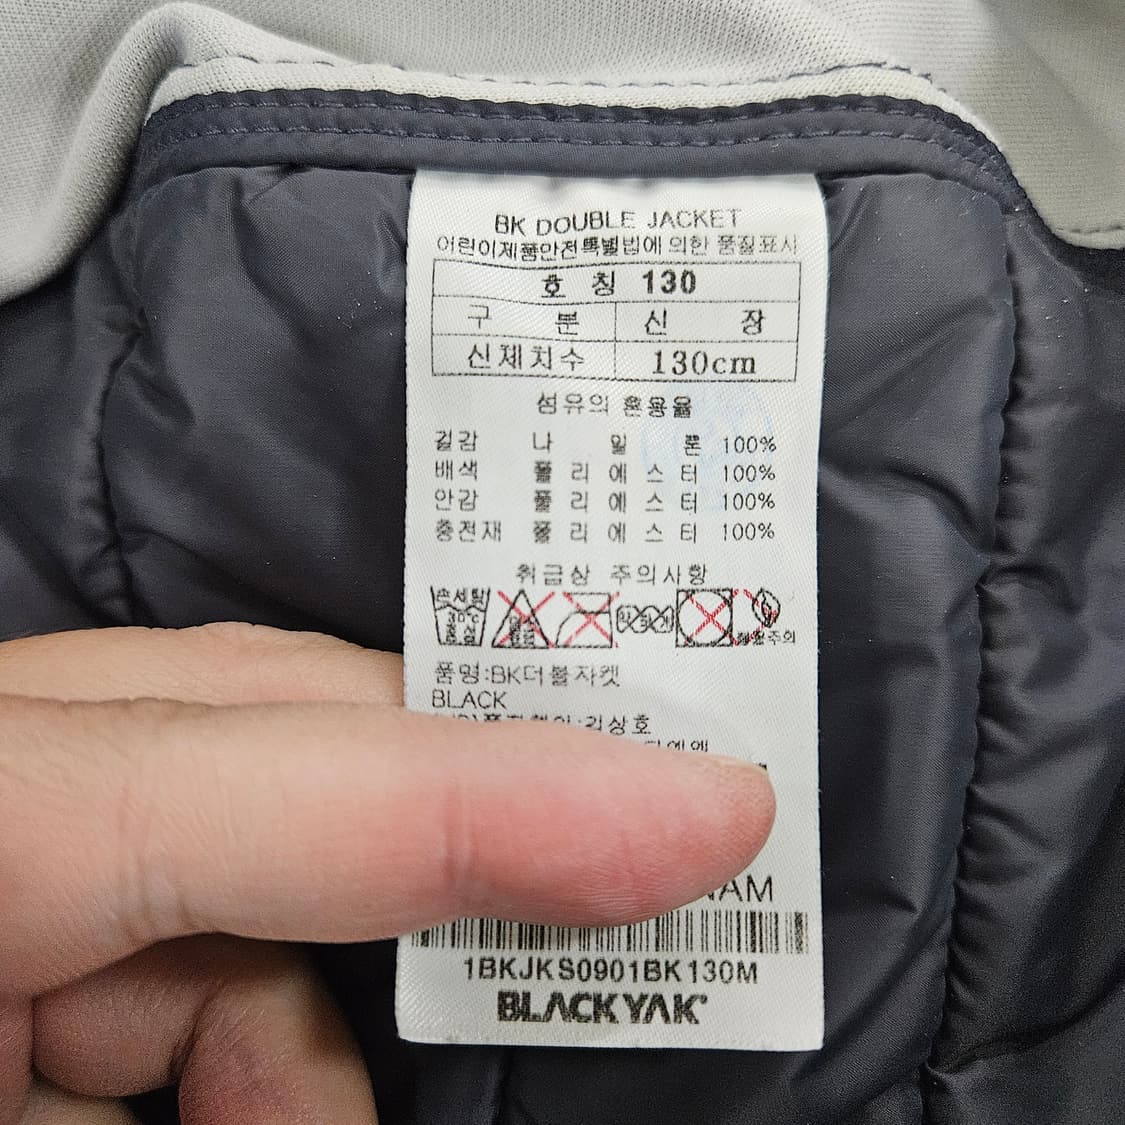 BK DOUBLE JACKET
어린이제품안전특별법에 의한 품질표시
호 칭 130
구 분 신 장
신체치수 130cm
섬유의 혼용율
겉감 나 일 론 100%
배색 폴 리 에 스 터 100%
안감 폴 리 에 스 터 100%
충전재 폴 리 에 스 터 100%
취급상 주의사항
손세탁
30℃
중성
품명:BK더블자켓
BLACK
김상호
1BKJKS0901BK130M
BLACKYAK